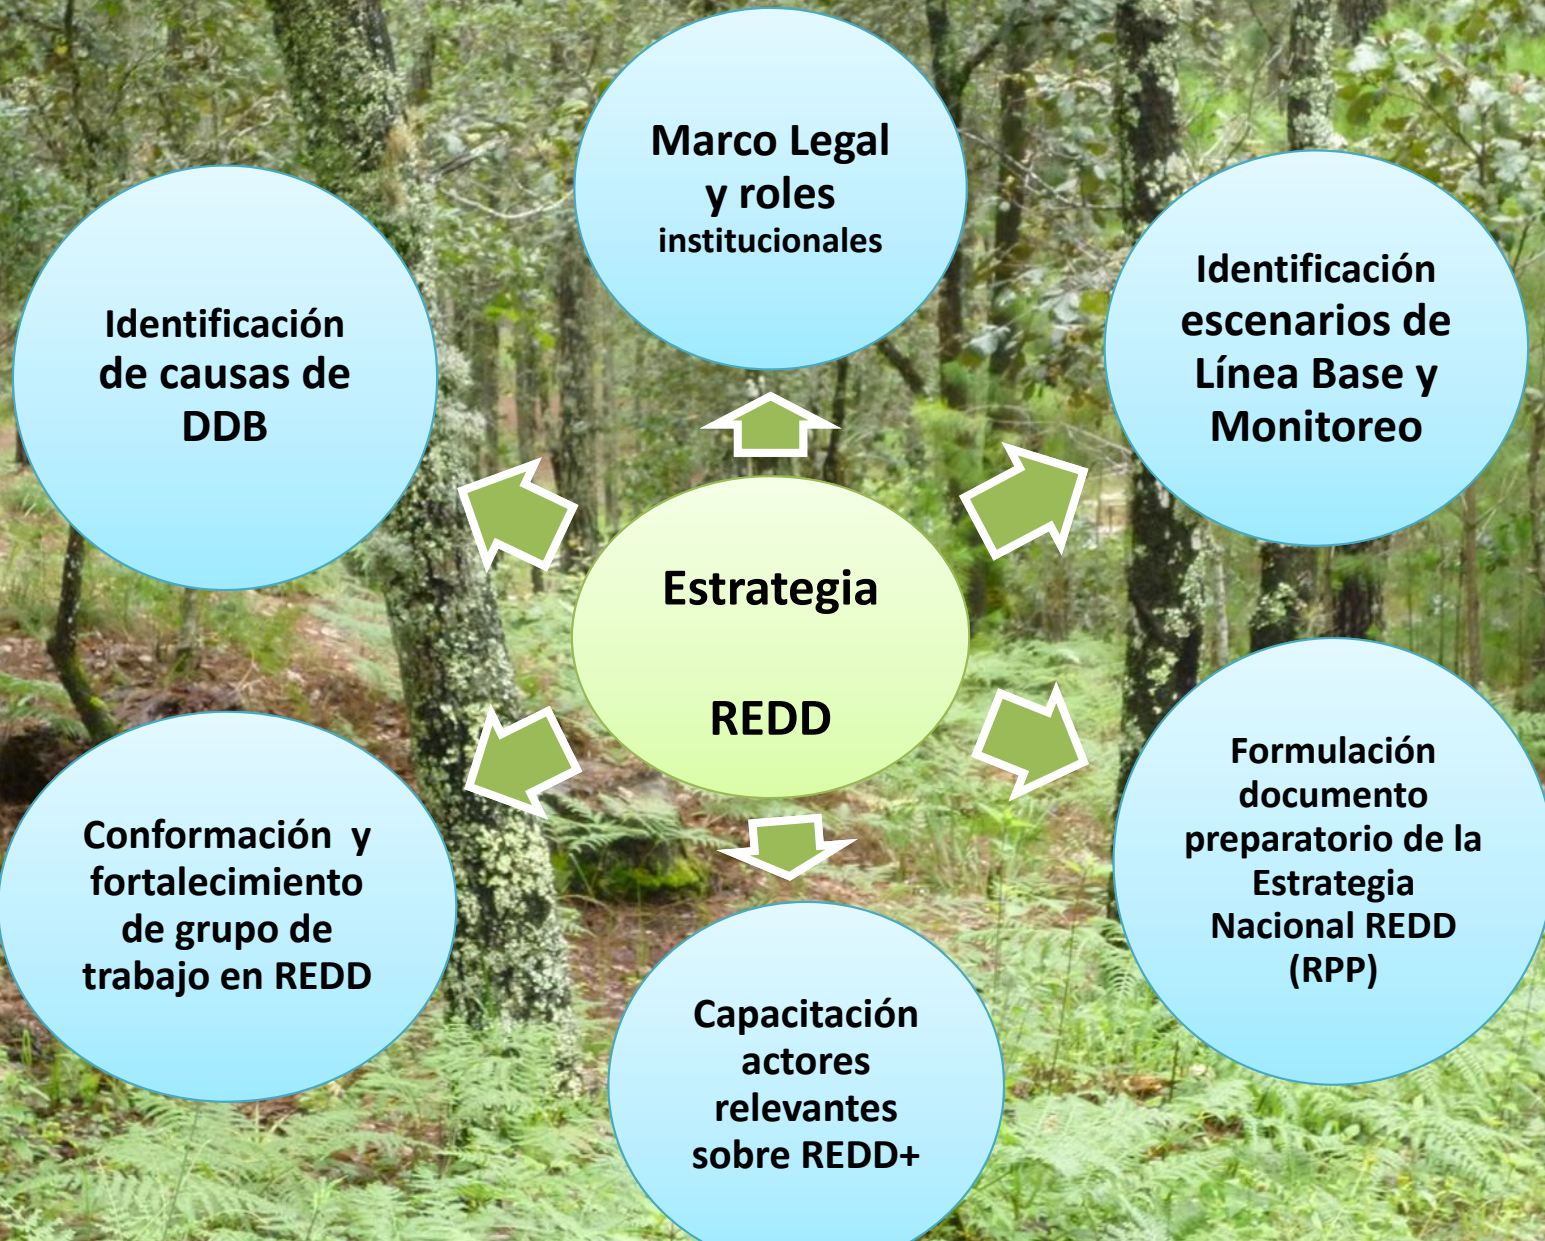 Marco Legal
y roles
institucionales
Identificación
escenarios de
Línea Base y
Monitoreo
Identificación
de causas de
DDB
Estrategia
REDD
Formulación
documento
preparatorio de la
Estrategia
Nacional REDD
(RPP)
Conformación  y
fortalecimiento
de grupo de
trabajo en REDD
Capacitación
actores
relevantes
sobre REDD+